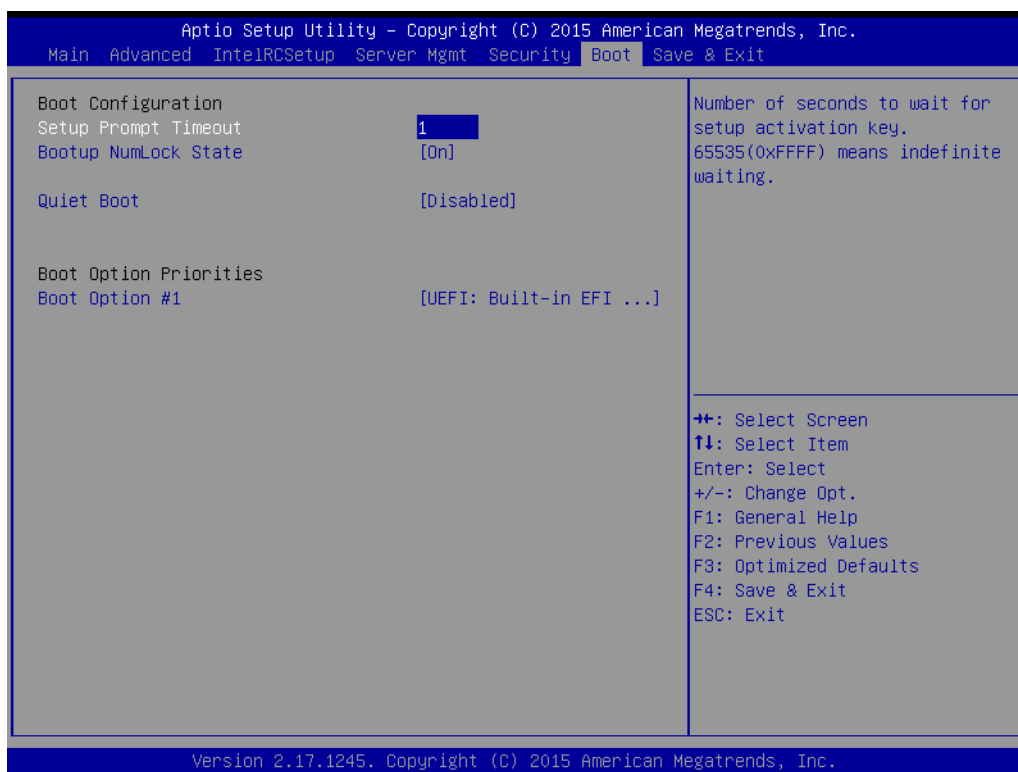 Aptio Setup Utility – Copyright (C) 2015 American Megatrends, Inc.
Main Advanced IntelRCSetup Server Mgmt Security Boot Save & Exit
Boot Configuration
Setup Prompt Timeout 1
Bootup NumLock State [On]
Quiet Boot [Disabled]
Boot Option Priorities
Boot Option #1 [UEFI: Built-in EFI ...]
Number of seconds to wait for
setup activation key.
65535(0xFFFF) means indefinite
waiting.
→←: Select Screen
↑↓: Select Item
Enter: Select
+/-: Change Opt.
F1: General Help
F2: Previous Values
F3: Optimized Defaults
F4: Save & Exit
ESC: Exit
Version 2.17.1245. Copyright (C) 2015 American Megatrends, Inc.